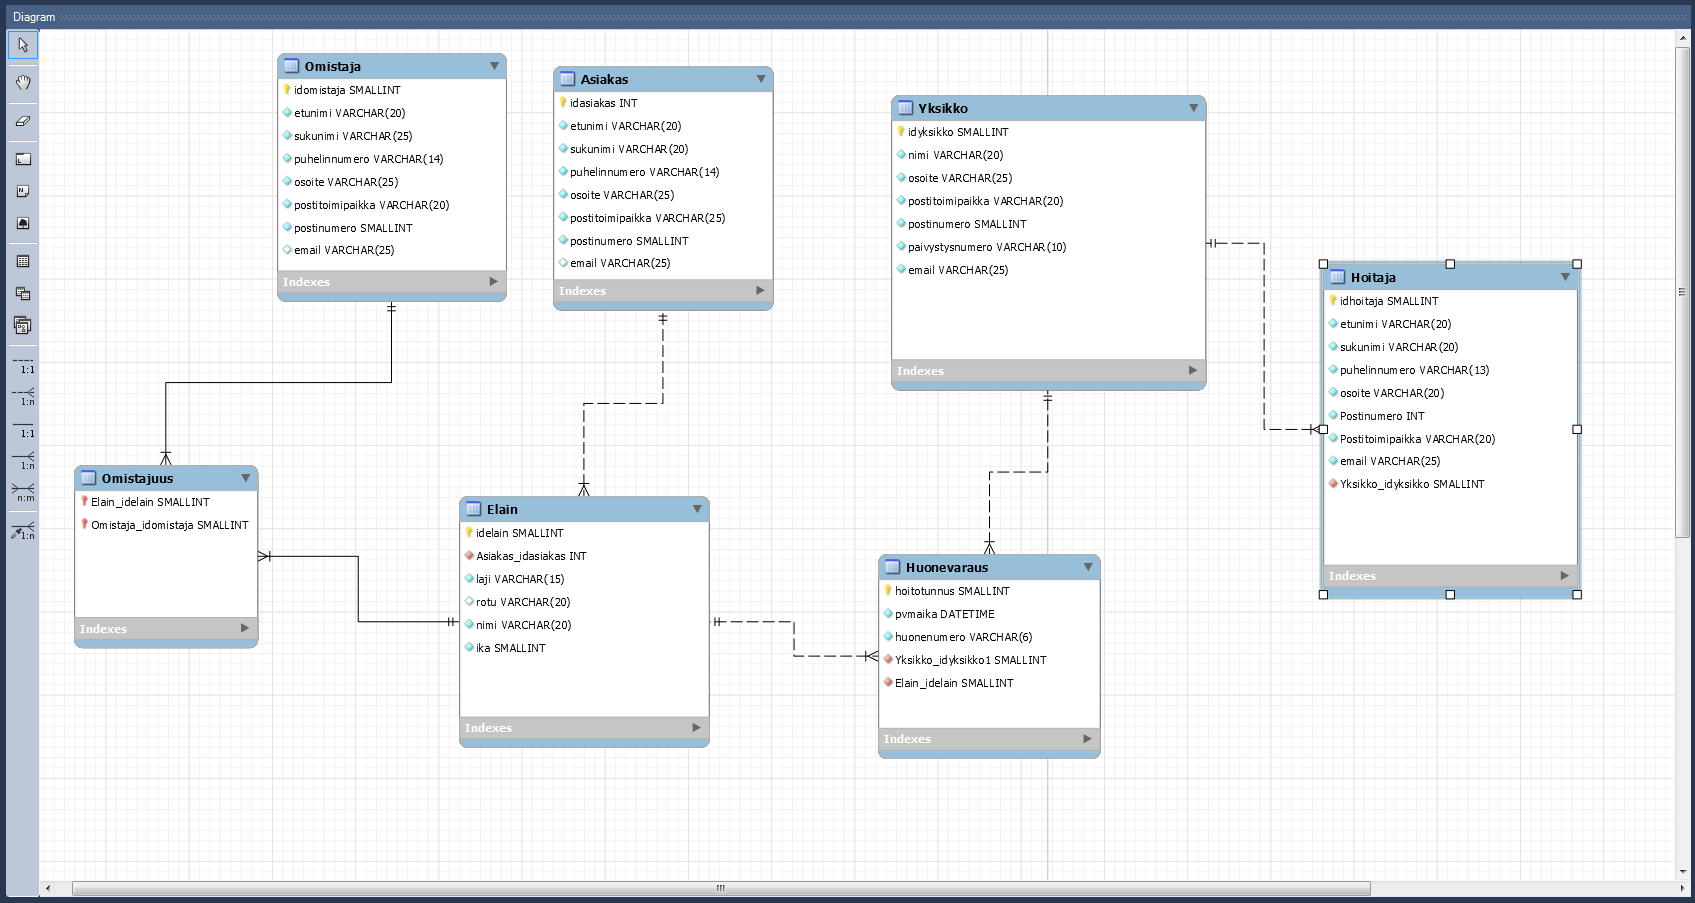 Diagram
Omistaja
idomistaja SMALLINT
etunimi VARCHAR(20)
sukunimi VARCHAR(25)
puhelinnumero VARCHAR(14)
osoite VARCHAR(25)
postitoimipaikka VARCHAR(20)
postinumero SMALLINT
email VARCHAR(25)
Indexes
Asiakas
idasiakas INT
etunimi VARCHAR(20)
sukunimi VARCHAR(20)
puhelinnumero VARCHAR(14)
osoite VARCHAR(25)
postitoimipaikka VARCHAR(25)
postinumero SMALLINT
email VARCHAR(25)
Indexes
Yksikko
idyksikko SMALLINT
nimi VARCHAR(20)
osoite VARCHAR(25)
postitoimipaikka VARCHAR(20)
postinumero SMALLINT
paivystysnumero VARCHAR(10)
email VARCHAR(25)
Indexes
Hoitaja
idhoitaja SMALLINT
etunimi VARCHAR(20)
sukunimi VARCHAR(20)
puhelinnumero VARCHAR(13)
osoite VARCHAR(20)
Postinumero INT
Postitoimipaikka VARCHAR(20)
email VARCHAR(25)
Yksikko_idyksikko SMALLINT
Indexes
1:1
1:n
1:1
1:n
n:m
1:n
Omistajuus
Elain_idelain SMALLINT
Omistaja_idomistaja SMALLINT
Indexes
Elain
idelain SMALLINT
Asiakas_idasiakas INT
laji VARCHAR(15)
rotu VARCHAR(20)
nimi VARCHAR(20)
ika SMALLINT
Indexes
Huonevaraus
hoitotunnus SMALLINT
pvmaika DATETIME
huonenumero VARCHAR(6)
Yksikko_idyksikko1 SMALLINT
Elain_idelain SMALLINT
Indexes